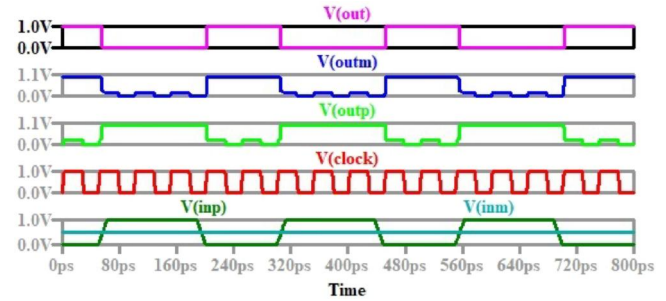 V(out)
1.0V
0.0V
V(outm)
1.1V
0.0V
V(outp)
1.1V
0.0V
V(clock)
1.0V
0.0V
V(inp) V(inm)
1.0V
0.0V
0ps 80ps 160ps 240ps 320ps 400ps 480ps 560ps 640ps 720ps 800ps
Time